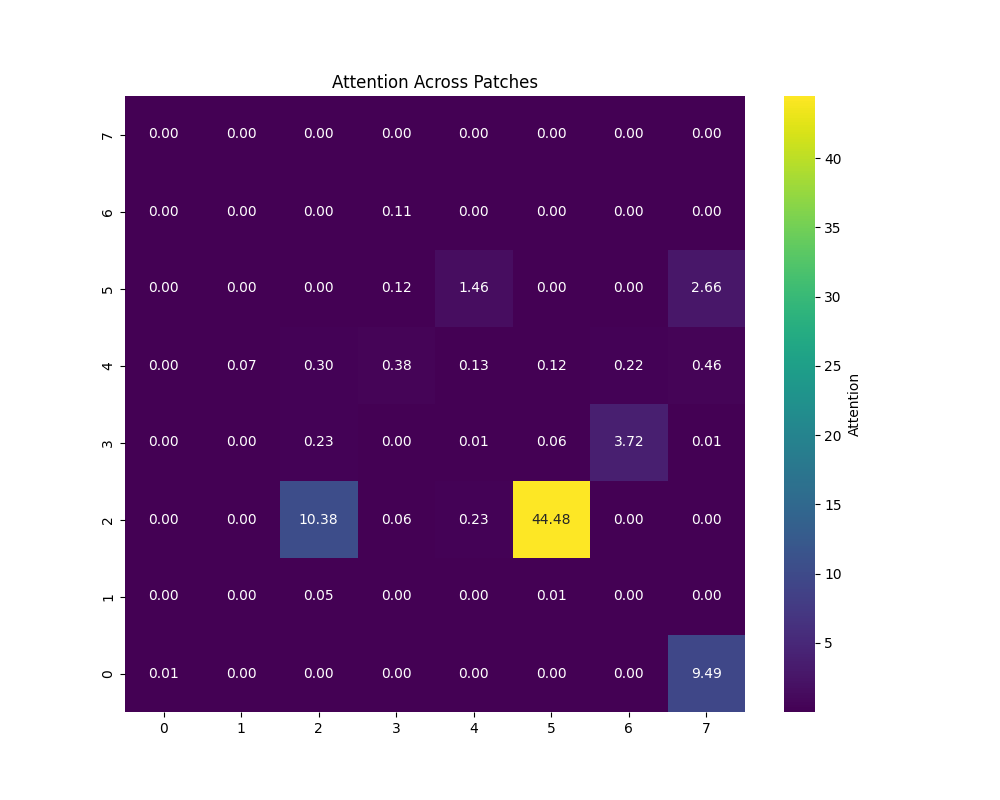 Attention Across Patches
7 0.00 0.00 0.00 0.00 0.00 0.00 0.00 0.00
6 0.00 0.00 0.00 0.11 0.00 0.00 0.00 0.00
5 0.00 0.00 0.00 0.12 1.46 0.00 0.00 2.66
4 0.00 0.07 0.30 0.38 0.13 0.12 0.22 0.46
3 0.00 0.00 0.23 0.00 0.01 0.06 3.72 0.01
2 0.00 0.00 10.38 0.06 0.23 44.48 0.00 0.00
1 0.00 0.00 0.05 0.00 0.00 0.01 0.00 0.00
0 0.01 0.00 0.00 0.00 0.00 0.00 0.00 9.49
0 1 2 3 4 5 6 7
40
35
30
25
20
15
10
5
Attention